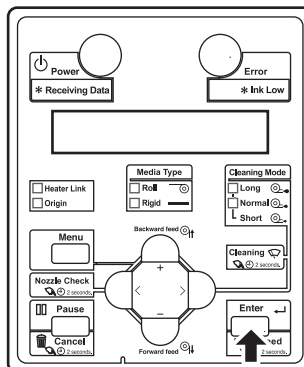 Power
Error
* Receiving Data
* Ink Low
Media Type
Cleaning Mode
Heater Link
Origin
Roll
Rigid
Long
Normal
Short
Menu
Backward feed
Cleaning
2 seconds.
Nozzle Check
2 seconds.
+
< >
−
Pause
Enter
Cancel
2 seconds.
Forward feed
eed
2 seconds.